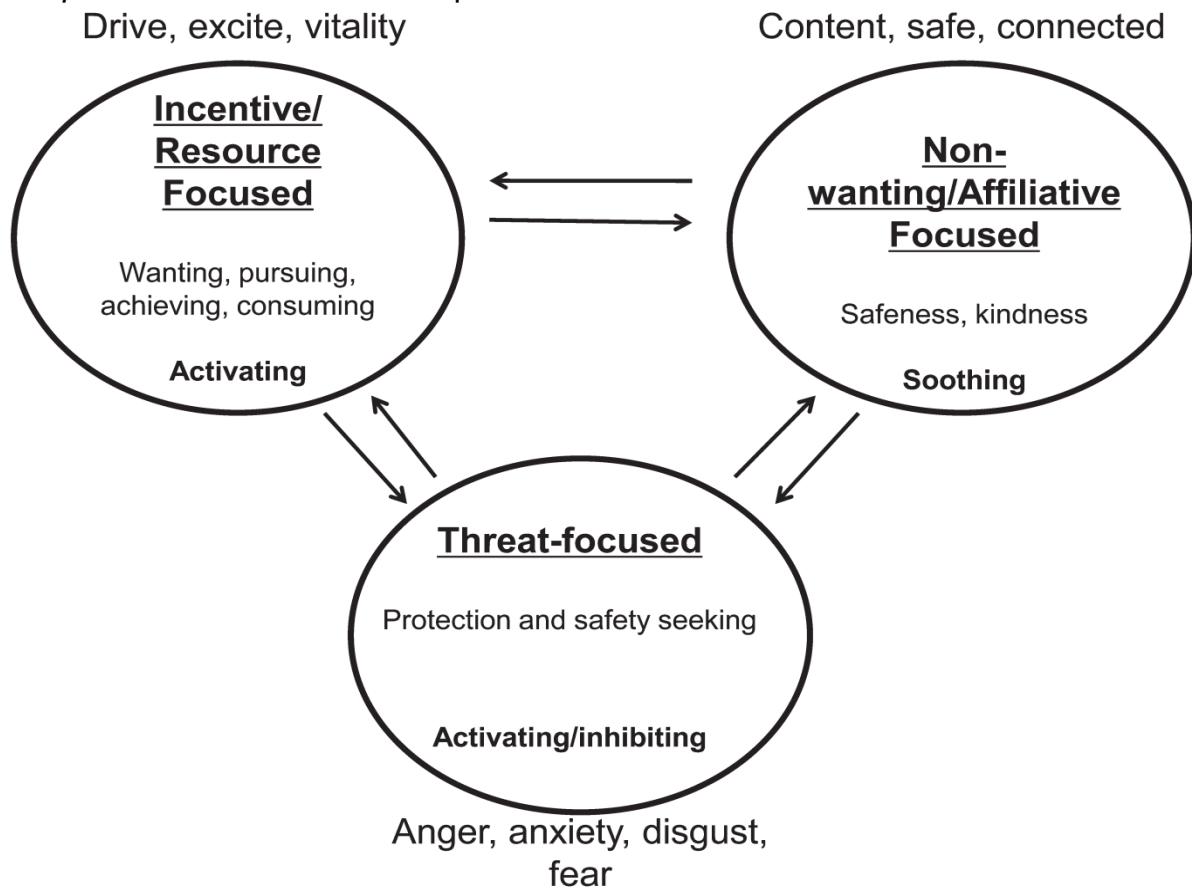 Drive, excite, vitality
Incentive/
Resource
Focused
Wanting, pursuing,
achieving, consuming
Activating
Content, safe, connected
Non-
wanting/Affiliative
Focused
Safeness, kindness
Soothing
Threat-focused
Protection and safety seeking
Activating/inhibiting
Anger, anxiety, disgust,
fear